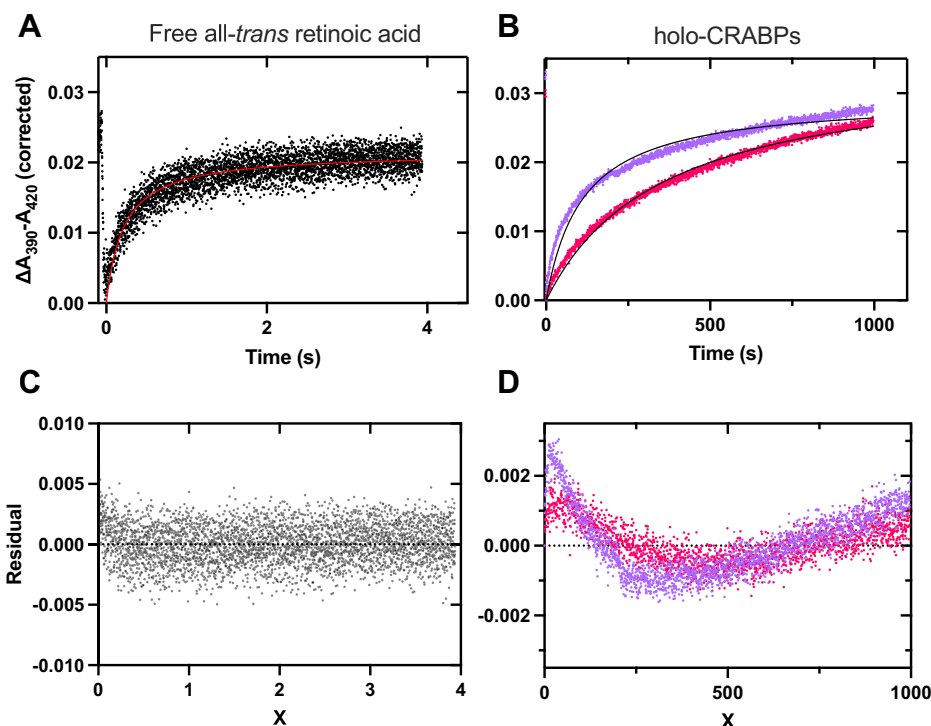 A
Free all-trans retinoic acid
B
holo-CRABPs
0.03
0.02
0.01
0.00
ΔA390-A420 (corrected)
0
2
4
Time (s)
0.03
0.02
0.01
0.00
0
500
1000
Time (s)
C
D
0.010
0.005
0.000
-0.005
-0.010
Residual
0
1
2
3
4
X
0.002
0.000
-0.002
0
500
1000
X